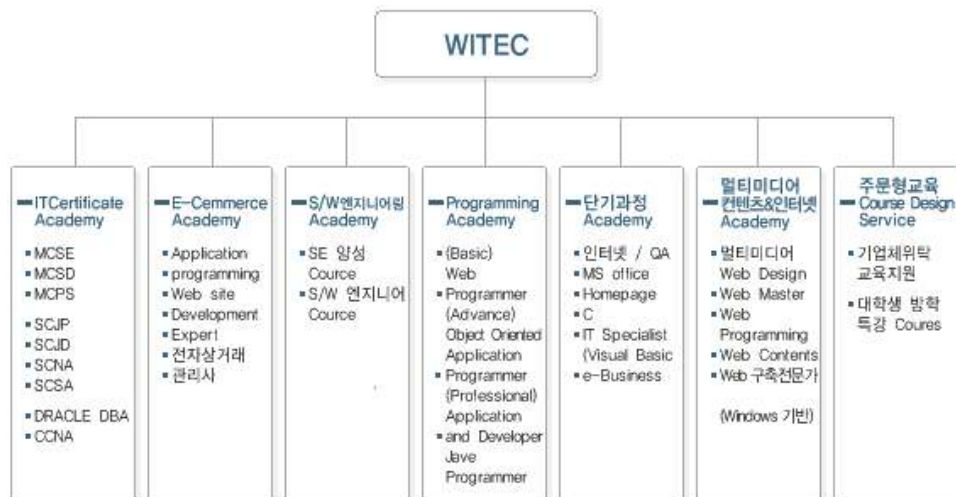 WITEC
ITCertificate
Academy
MCSE
MCSD
MCPS
SCJP
SCJD
SCNA
SCSA
DRACLE DBA
CCNA
E-Commerce
Academy
Application
programming
Web site
Development
Expert
전자상거래
관리사
S/W엔지니어링
Academy
SE 양성
Cource
S/W 엔지니어
Cource
Programming
Academy
(Basic)
Web
Programmer
(Advance)
Object Oriented
Application
Programmer
(Professional)
Application
and Developer
Jave
Programmer
단기과정
Academy
인터넷 / QA
MS office
Homepage
C
IT Specialist
(Visual Basic
e-Business
멀티미디어
컨텐츠&인터넷
Academy
멀티미디어
Web Design
Web Master
Web
Programming
Web Contents
Web 구축전문가
(Windows 기반)
주문형교육
Course Design
Service
기업체위탁
교육지원
대학생 방학
특강 Coures